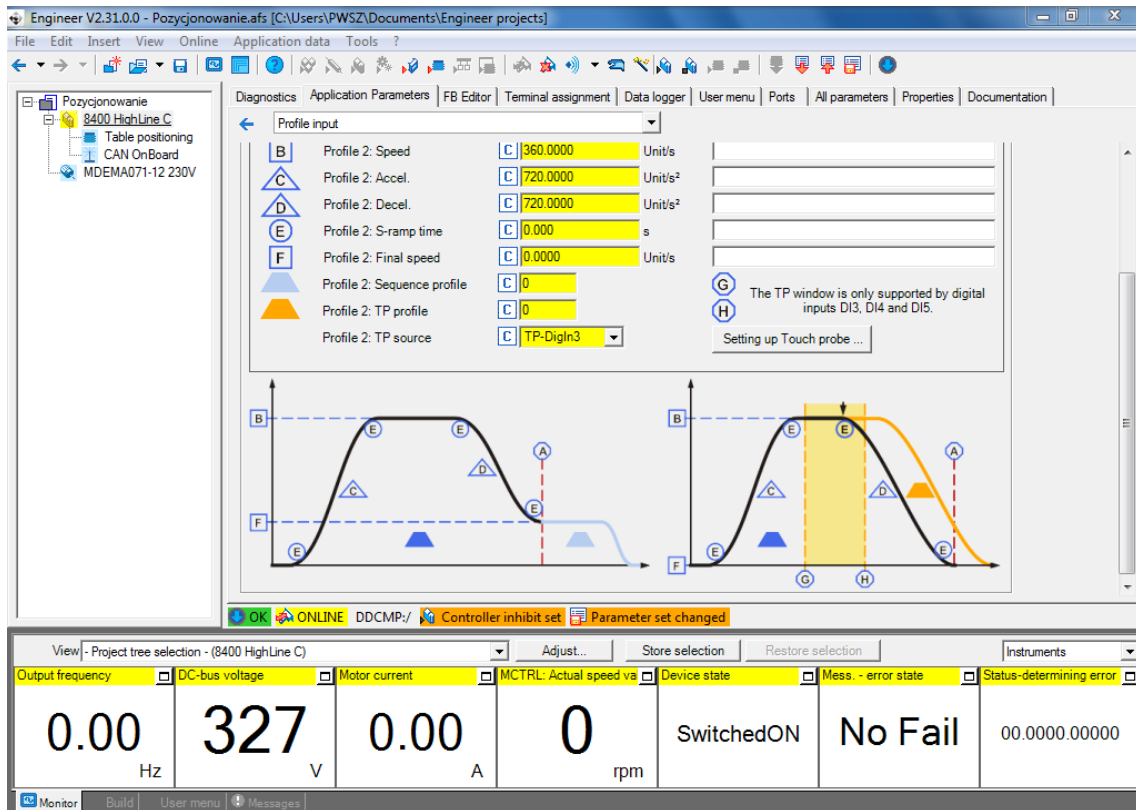 Engineer V2.31.0.0 - Pozycjonowanie.afs [C:\Users\PWSZ\Documents\Engineer projects]
File Edit Insert View Online Application data Tools ?
Pozycjonowanie
8400 HighLine C
Table positioning
CAN OnBoard
MDEMA071-12 230V
Diagnostics Application Parameters FB Editor Terminal assignment Data logger User menu Ports All parameters Properties Documentation
Profile input
B Profile 2: Speed C 360.0000 Unit/s
C Profile 2: Accel. C 720.0000 Unit/s²
D Profile 2: Decel. C 720.0000 Unit/s²
E Profile 2: S-ramp time C 0.000 s
F Profile 2: Final speed C 0.0000 Unit/s
Profile 2: Sequence profile C 0
Profile 2: TP profile C 0
Profile 2: TP source C TP-DigIn3
G
H
The TP window is only supported by digital
inputs DI3, DI4 and DI5.
Setting up Touch probe ...
B E E A
C D
F E
E
B E E A
C D
F E E
G H
OK ONLINE DDCMP:/ Controller inhibit set Parameter set changed
View - Project tree selection - (8400 HighLine C) Adjust... Store selection Restore selection Instruments
Output frequency DC-bus voltage Motor current MCTRL: Actual speed va Device state Mess. - error state Status-determining error
0.00 327 0.00 0 SwitchedON No Fail 00.0000.00000
Hz V A rpm
Monitor Build User menu Messages